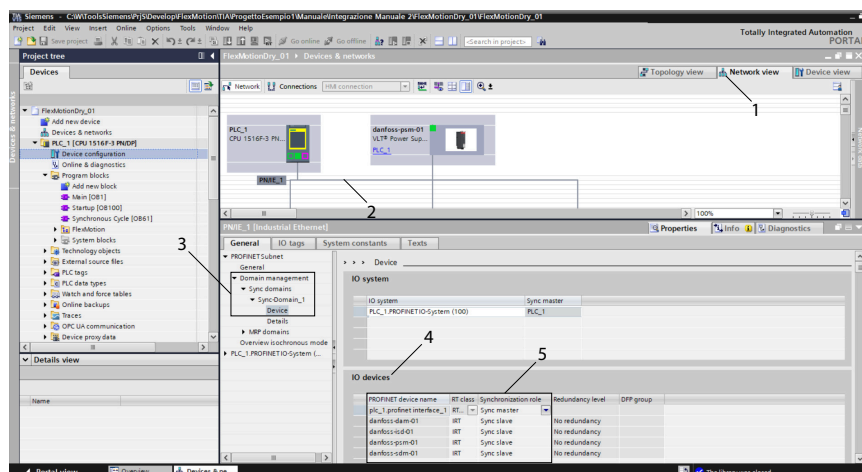 Siemens - C:\WIToolsSiemens\PrjS\Develop\FlexMotion\TIA\ProgettoEsempio1\Manuale\Integrazione Manuale 2\FlexMotionDry_01\FlexMotionDry_01
Project Edit View Insert Online Options Tools Window Help
Totally Integrated Automation
PORTAL
Save project
Go online
Go offline
<Search in project>
Project tree
FlexMotionDry_01 › Devices & networks
Devices
Topology view
Network view
Device view
Network
Connections
HMI connection
1
FlexMotionDry_01
Add new device
Devices & networks
PLC_1 [CPU 1516F-3 PN/DP]
Device configuration
Online & diagnostics
Program blocks
Add new block
Main [OB1]
Startup [OB100]
Synchronous Cycle [OB61]
FlexMotion
System blocks
Technology objects
External source files
PLC tags
PLC data types
Watch and force tables
Online backups
Traces
OPC UA communication
Device proxy data
PLC_1
CPU 1516F-3 PN...
danfoss-psm-01
VLT® Power Sup...
PLC_1
PN/IE_1
2
100%
PN/IE_1 [Industrial Ethernet]
Properties
Info
Diagnostics
General
IO tags
System constants
Texts
3
PROFINET Subnet
General
Domain management
Sync domains
Sync-Domain_1
Device
Details
MRP domains
Overview isochronous mode
PLC_1.PROFINET IO-System (...
> > > Device
IO system
IO system
Sync master
PLC_1.PROFINET IO-System (100)
PLC_1
4
5
IO devices
PROFINET device name RT class Synchronization role Redundancy level DFP group
plc_1.profinet interface_1 RT... Sync master
danfoss-dam-01 IRT Sync slave No redundancy
danfoss-isd-01 IRT Sync slave No redundancy
danfoss-psm-01 IRT Sync slave No redundancy
danfoss-sdm-01 IRT Sync slave No redundancy
Details view
Name
Portal view
Overview
Devices & ne...
Devices & networks